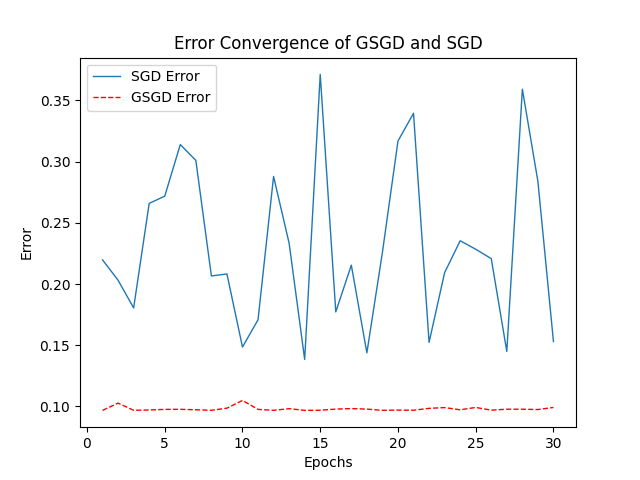 Error Convergence of GSGD and SGD
SGD Error
GSGD Error
0.35
0.30
0.25
0.20
0.15
0.10
Error
0 5 10 15 20 25 30
Epochs